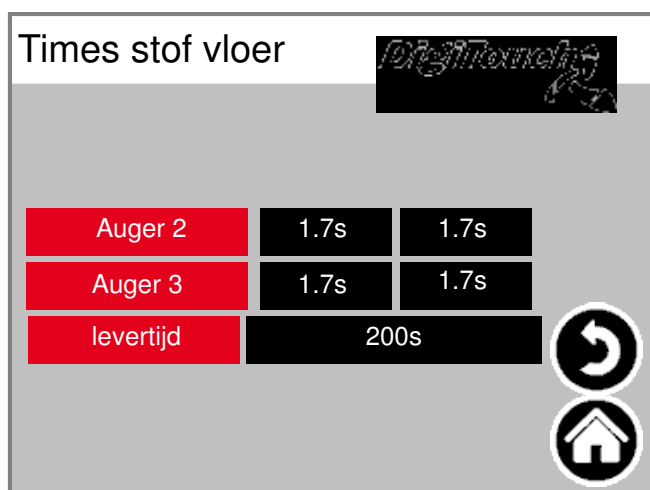 Times stof vloer
DigiTouch
Auger 2 1.7s 1.7s
Auger 3 1.7s 1.7s
levertijd 200s